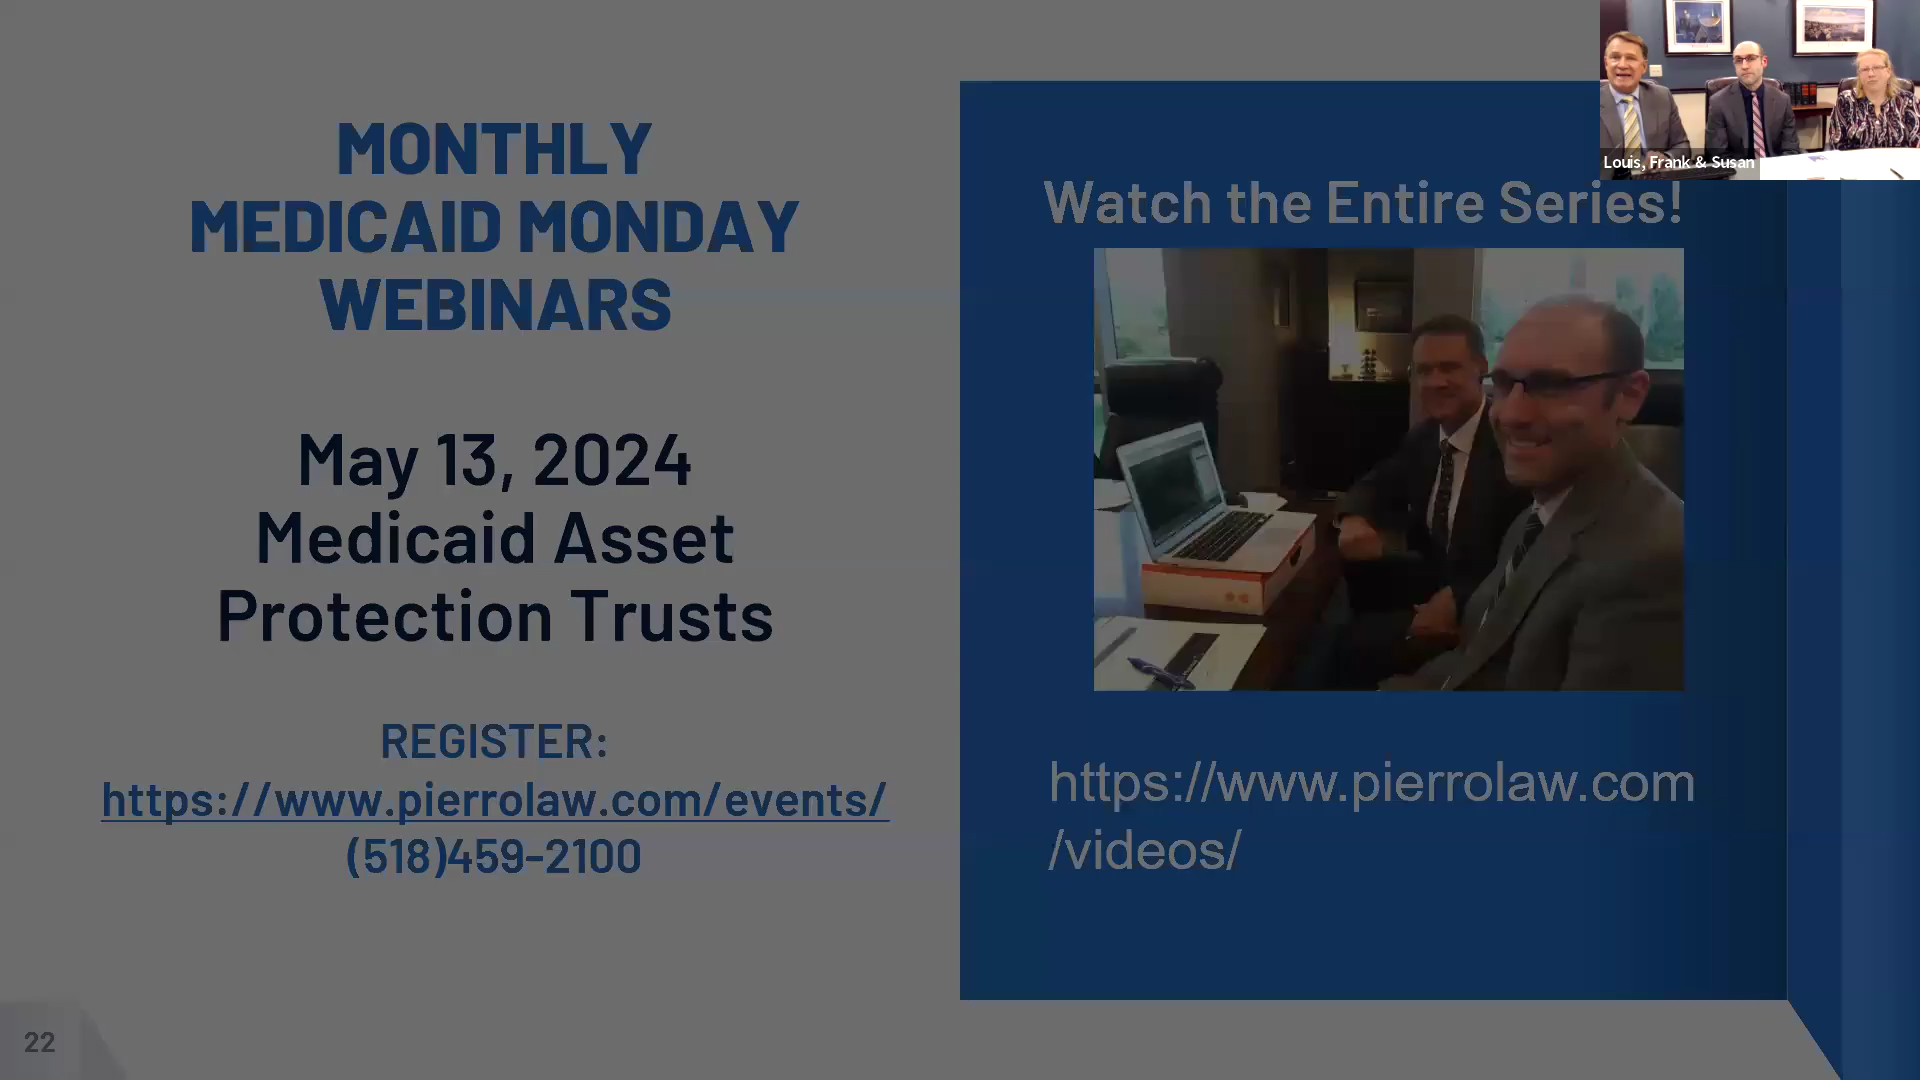 MONTHLY
MEDICAID MONDAY
WEBINARS
May 13, 2024
Medicaid Asset
Protection Trusts
REGISTER:
https://www.pierrolaw.com/events/
(518)459-2100
22
Louis, Frank & Susan
Watch the Entire Series!
https://www.pierrolaw.com
/videos/